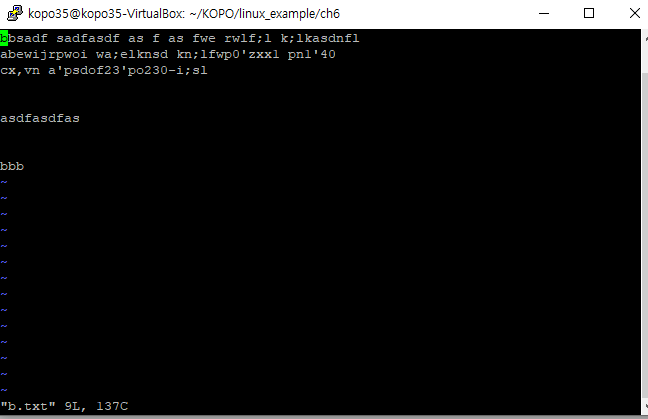 kopo35@kopo35-VirtualBox: ~/KOPO/linux_example/ch6
bbsadf sadfasdf as f as fwe rwlf;l k;lkasdnfl
abewijrpwoi wa;elknsd kn;lfwp0'zxxl pnl'40
cx,vn a'psdof23'po230-i;sl
asdfasdfas
bbb
~
~
~
~
~
~
~
~
~
~
~
~
~
~
"b.txt" 9L, 137C